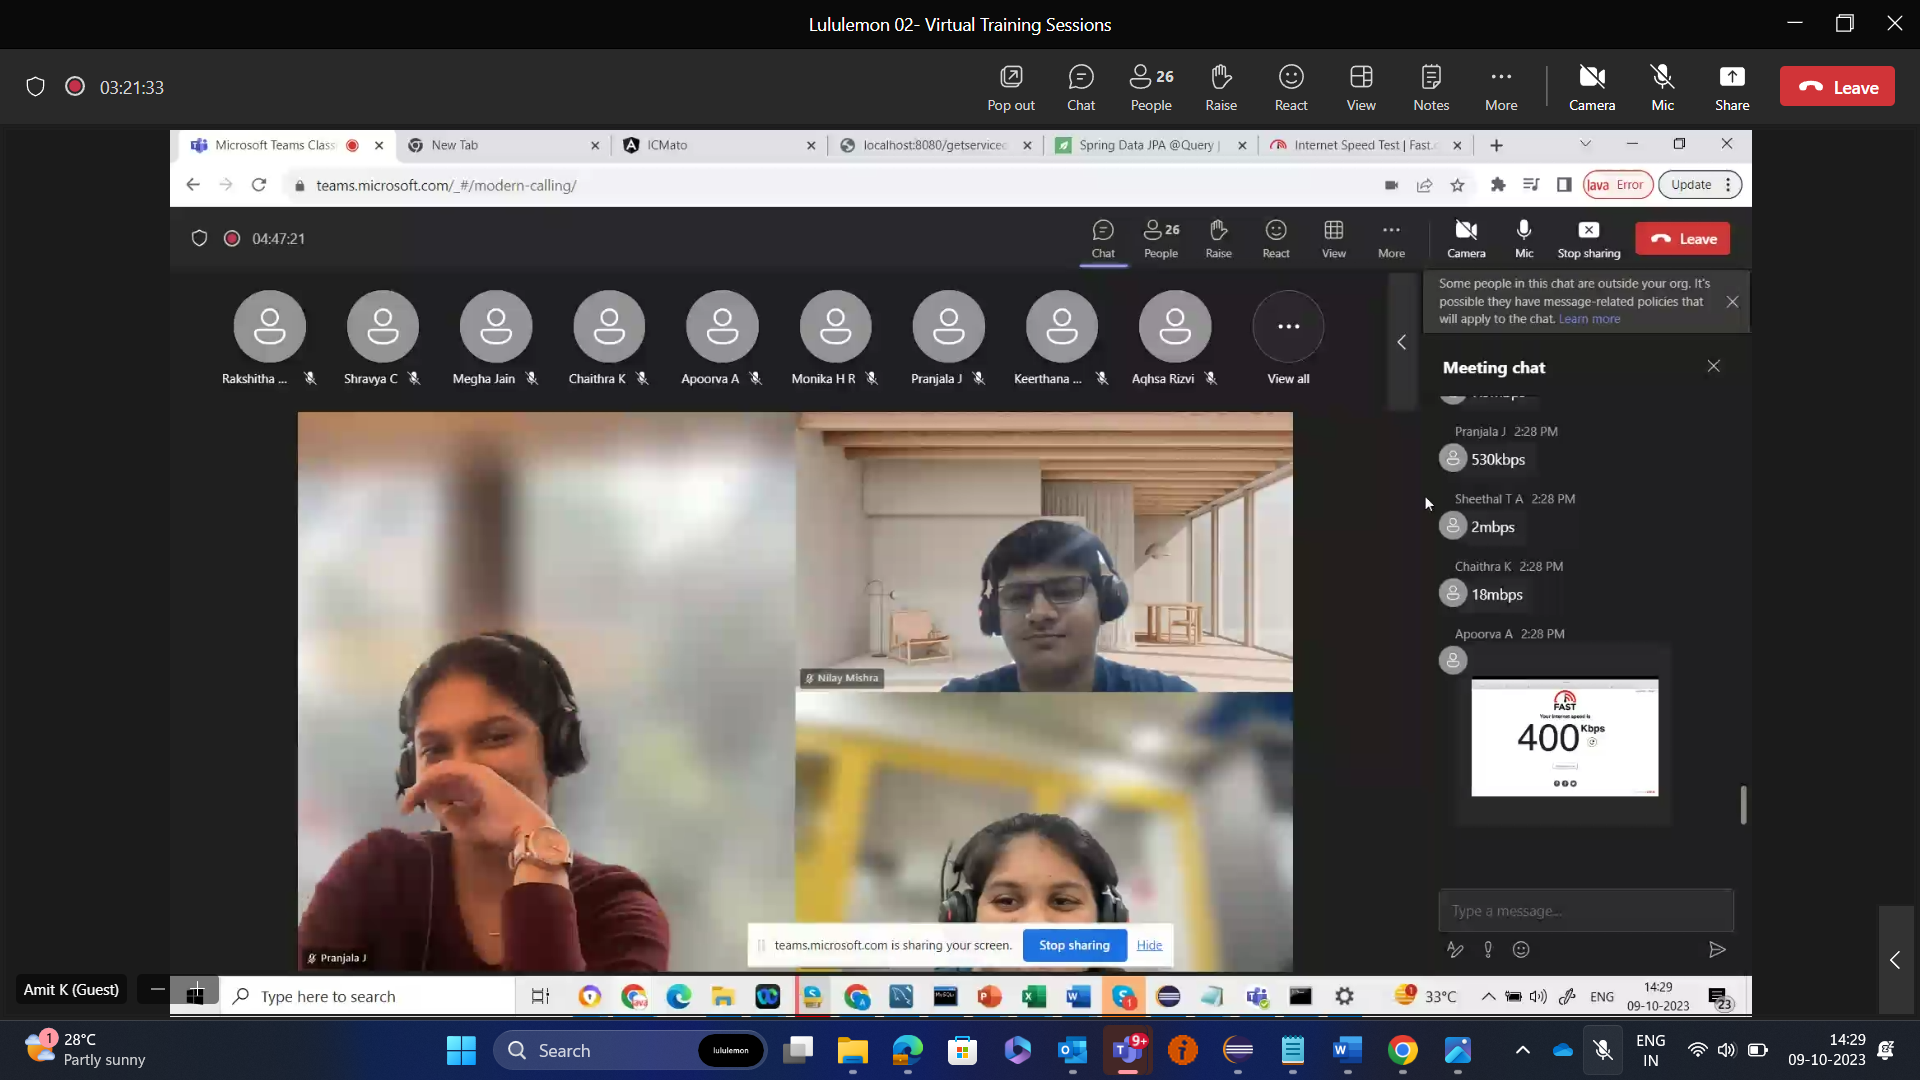 Lululemon 02- Virtual Training Sessions
03:21:33
Pop out
Chat
26
People
Raise
React
View
Notes
More
Camera
Mic
Share
Leave
Microsoft Teams Class
New Tab
ICMato
localhost:8080/getservicec
Spring Data JPA @Query |
Internet Speed Test | Fast.c
teams.microsoft.com/_#/modern-calling/
Java Error
Update
04:47:21
Chat
26
People
Raise
React
View
More
Camera
Mic
Stop sharing
Leave
Some people in this chat are outside your org. It's
possible they have message-related policies that
will apply to the chat. Learn more
Rakshitha ...
Shravya C
Megha Jain
Chaithra K
Apoorva A
Monika H R
Pranjala J
Keerthana ...
Aqhsa Rizvi
View all
Meeting chat
Pranjala J 2:28 PM
530kbps
Sheethal T A 2:28 PM
2mbps
Chaithra K 2:28 PM
18mbps
Apoorva A 2:28 PM
FAST
Your Internet speed is
400 Kbps
Nilay Mishra
Pranjala J
Type a message...
teams.microsoft.com is sharing your screen.
Stop sharing
Hide
Amit K (Guest)
Type here to search
33°C
ENG
14:29
09-10-2023
23
1
28°C
Partly sunny
Search
lululemon
9+
ENG
IN
14:29
09-10-2023